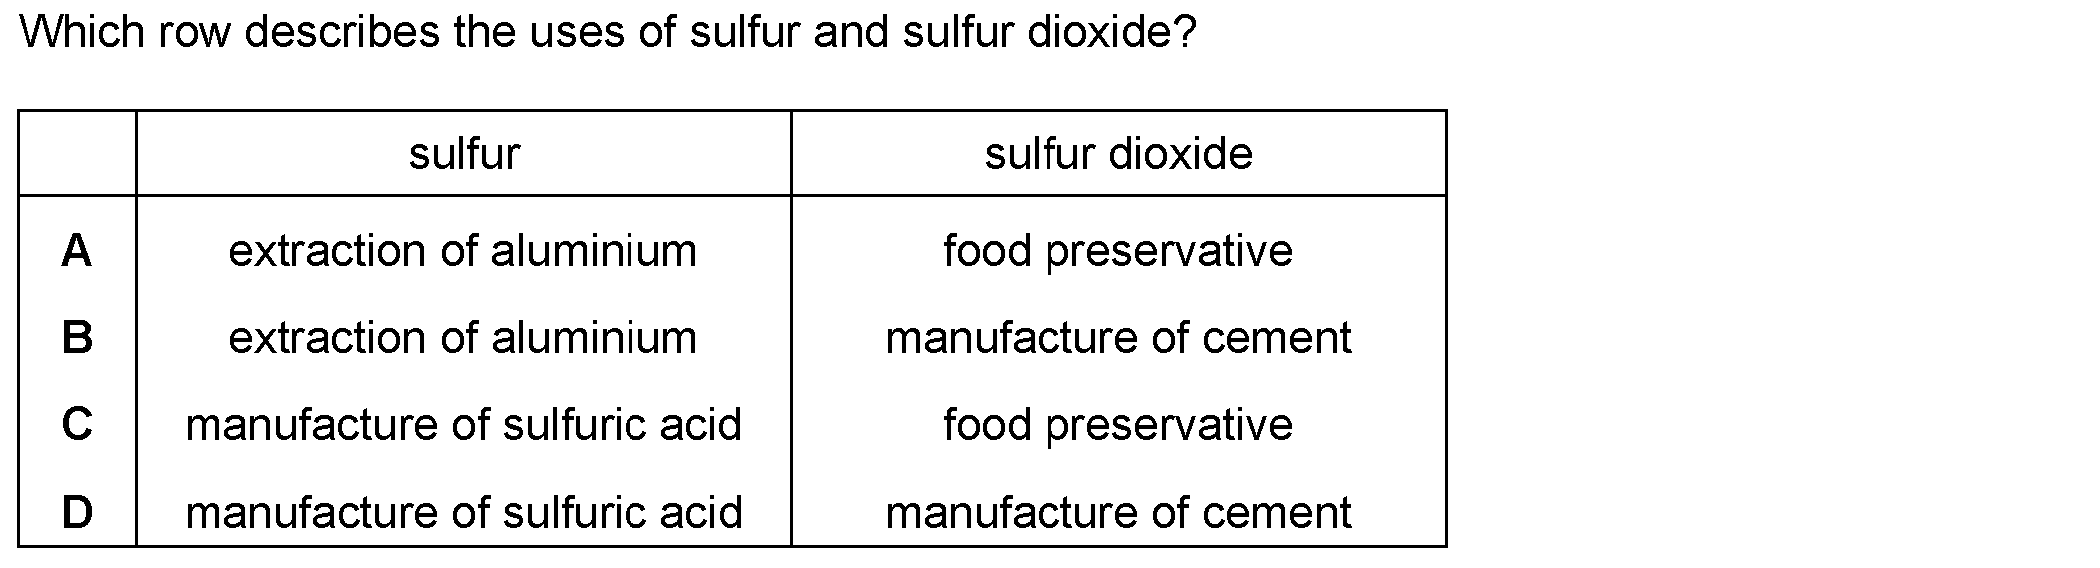 Which row describes the uses of sulfur and sulfur dioxide?
sulfur sulfur dioxide
A extraction of aluminium food preservative
B extraction of aluminium manufacture of cement
C manufacture of sulfuric acid food preservative
D manufacture of sulfuric acid manufacture of cement